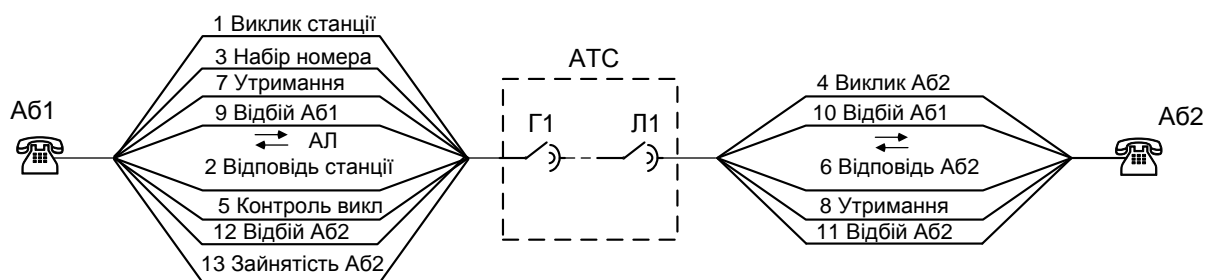 1 Виклик станції
3 Набір номера
7 Утримання
9 Відбій Аб1
АЛ
2 Відповідь станції
5 Контроль викл
12 Відбій Аб2
13 Зайнятість Аб2
Аб1
АТС
Г1
Л1
4 Виклик Аб2
10 Відбій Аб1
6 Відповідь Аб2
8 Утримання
11 Відбій Аб2
Аб2